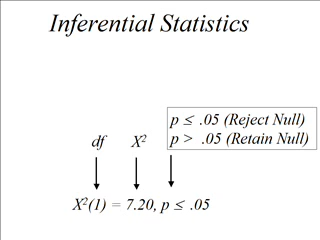 Inferential Statistics
p ≤ .05 (Reject Null)
p > .05 (Retain Null)
df X²
X²(1) = 7.20, p ≤ .05